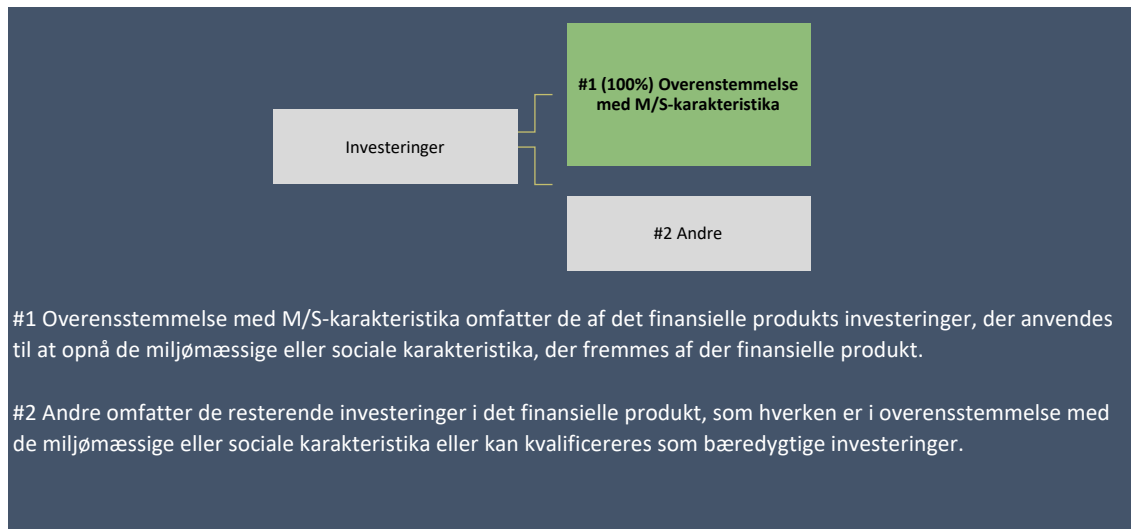 #1 (100%) Overenstemmelse
med M/S-karakteristika
Investeringer
#2 Andre
#1 Overensstemmelse med M/S-karakteristika omfatter de af det finansielle produkts investeringer, der anvendes
til at opnå de miljømæssige eller sociale karakteristika, der fremmes af der finansielle produkt.
#2 Andre omfatter de resterende investeringer i det finansielle produkt, som hverken er i overensstemmelse med
de miljømæssige eller sociale karakteristika eller kan kvalificereres som bæredygtige investeringer.